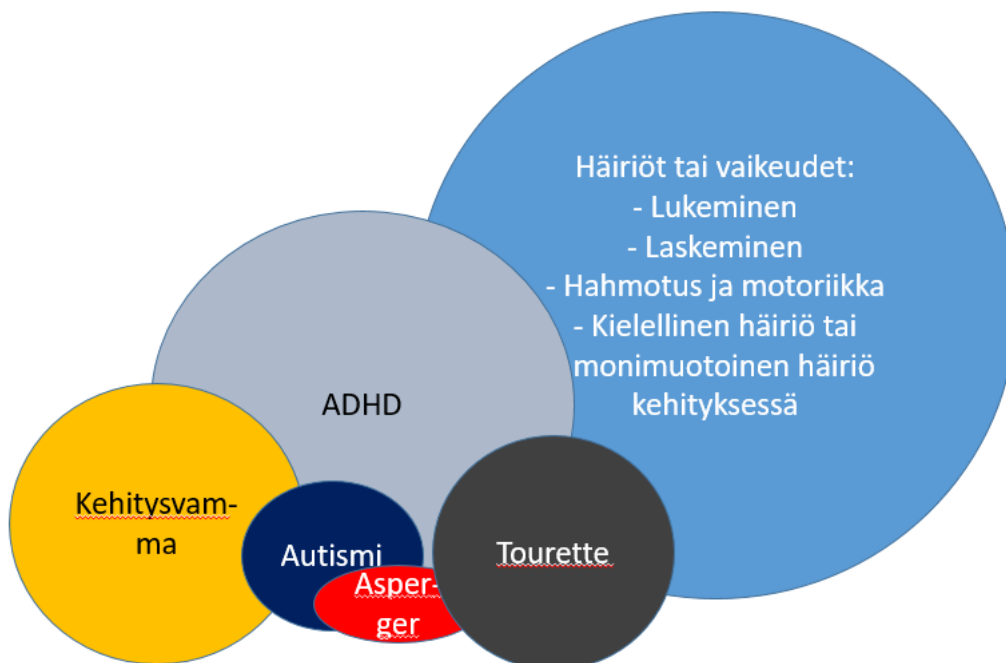 Häiriöt tai vaikeudet:
- Lukeminen
- Laskeminen
- Hahmotus ja motoriikka
- Kielellinen häiriö tai
monimuotoinen häiriö
kehityksessä
ADHD
Kehitysvam-
ma
Autismi
Asper-
ger
Tourette